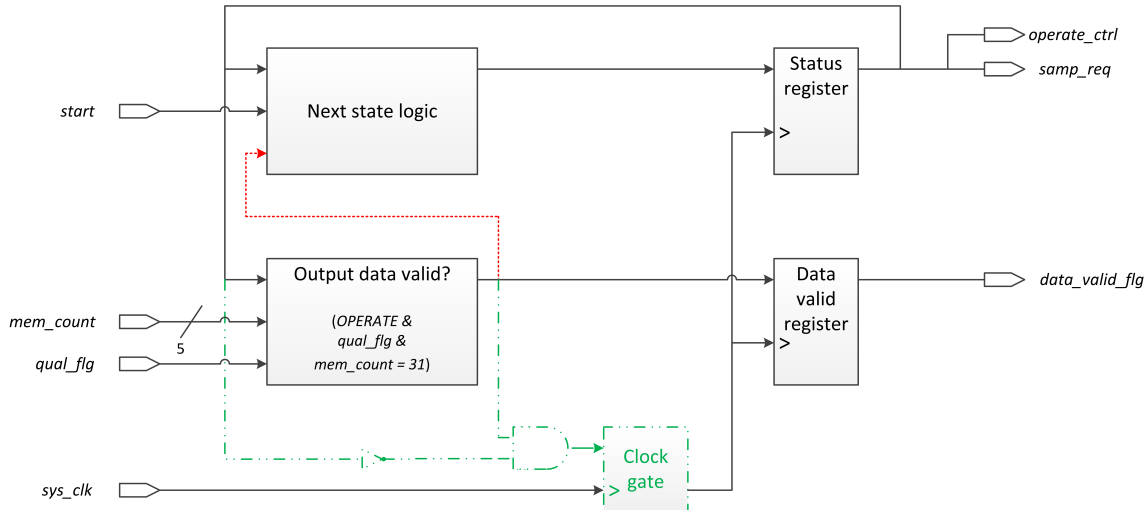 operate_ctrl
Status
register
samp_req
start
Next state logic
>
Output data valid?
Data
valid
register
data_valid_flg
mem_count
5
(OPERATE &
qual_flg &
mem_count = 31)
qual_flg
>
Clock
gate
sys_clk
>